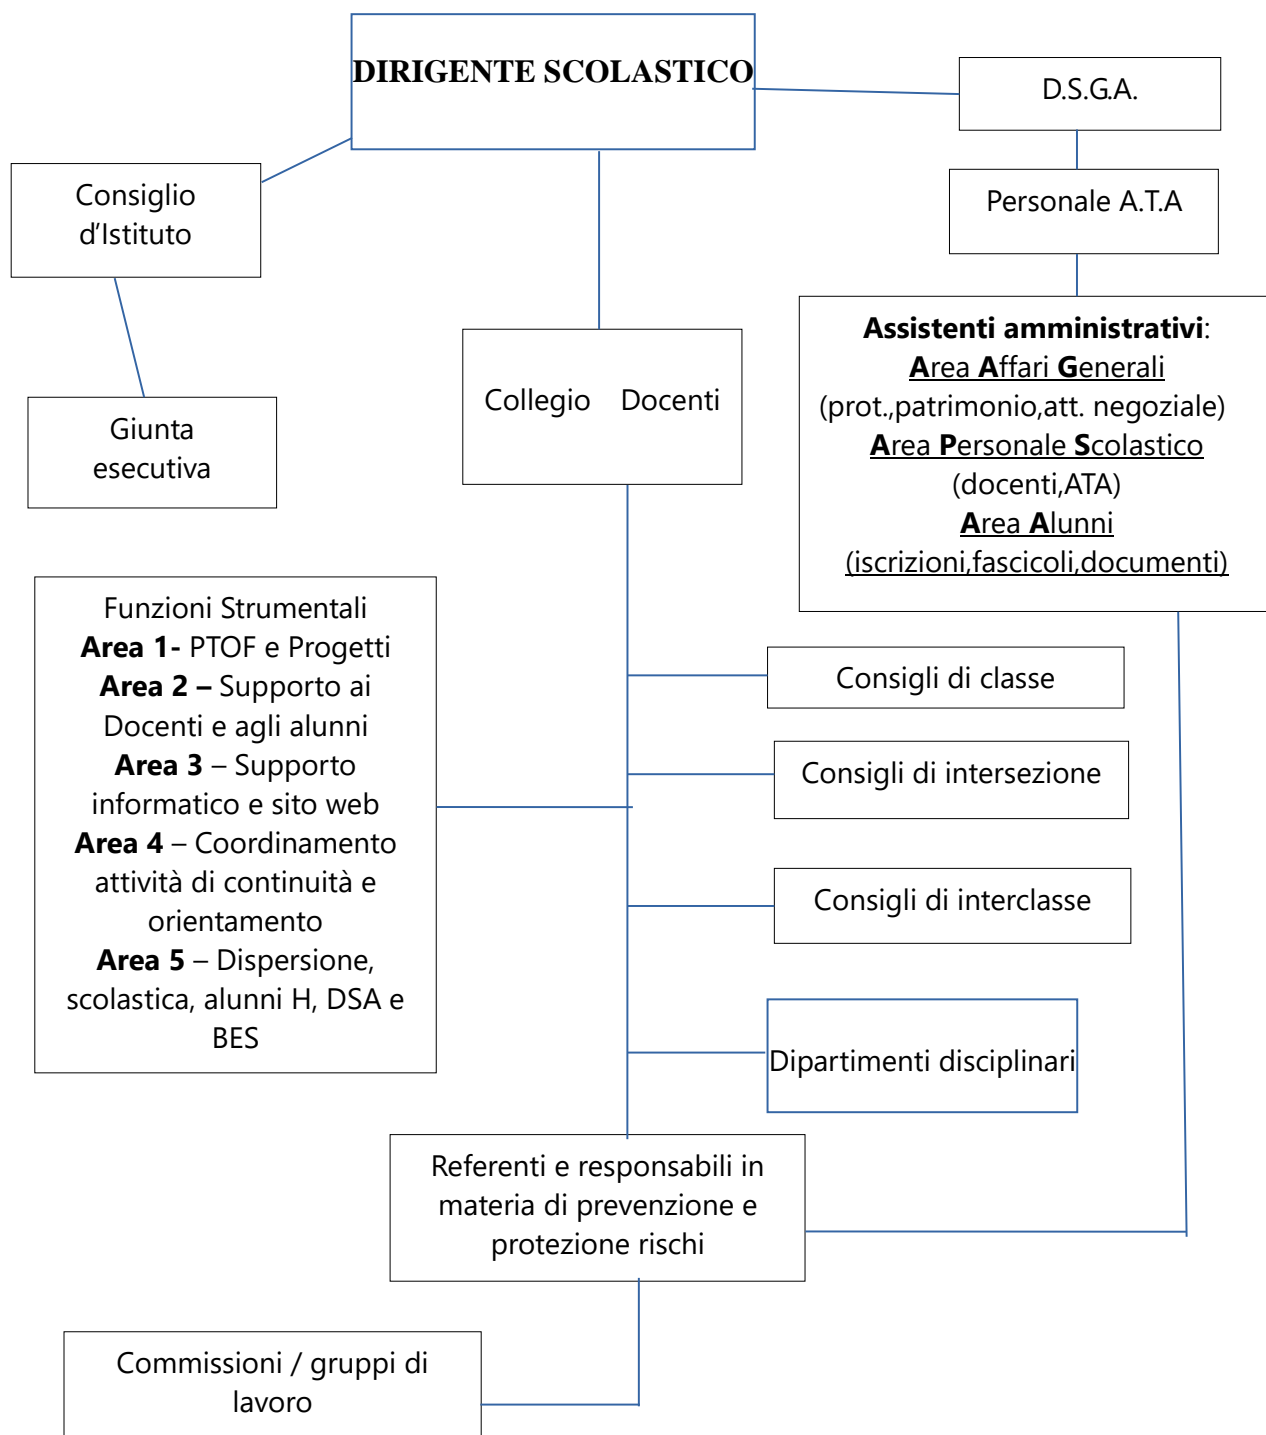 DIRIGENTE SCOLASTICO
D.S.G.A.
Consiglio
d’Istituto
Personale A.T.A
Giunta
esecutiva
Collegio Docenti
Assistenti amministrativi:
Area Affari Generali
(prot.,patrimonio,att. negoziale)
Area Personale Scolastico
(docenti,ATA)
Area Alunni
(iscrizioni,fascicoli,documenti)
Funzioni Strumentali
Area 1- PTOF e Progetti
Area 2 – Supporto ai
Docenti e agli alunni
Area 3 – Supporto
informatico e sito web
Area 4 – Coordinamento
attività di continuità e
orientamento
Area 5 – Dispersione,
scolastica, alunni H, DSA e
BES
Consigli di classe
Consigli di intersezione
Consigli di interclasse
Dipartimenti disciplinari
Referenti e responsabili in
materia di prevenzione e
protezione rischi
Commissioni / gruppi di
lavoro